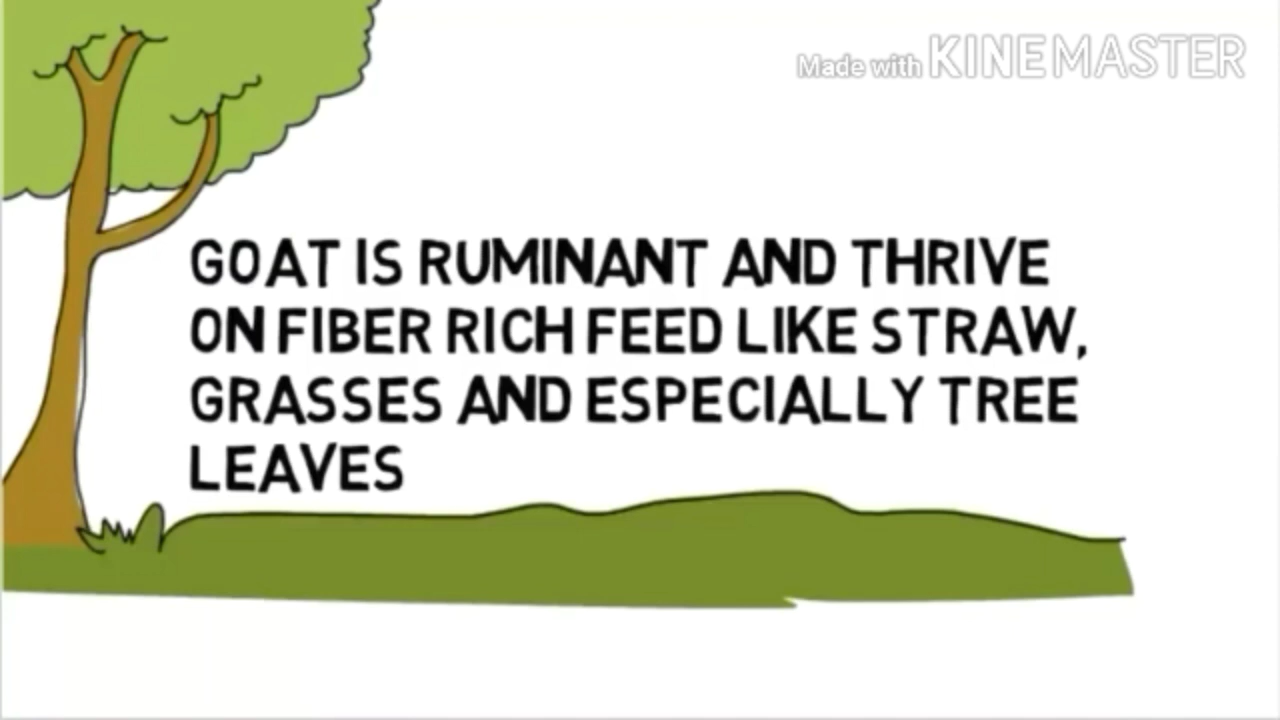 Made with KINEMASTER
GOAT IS RUMINANT AND THRIVE
ON FIBER RICH FEED LIKE STRAW,
GRASSES AND ESPECIALLY TREE
LEAVES